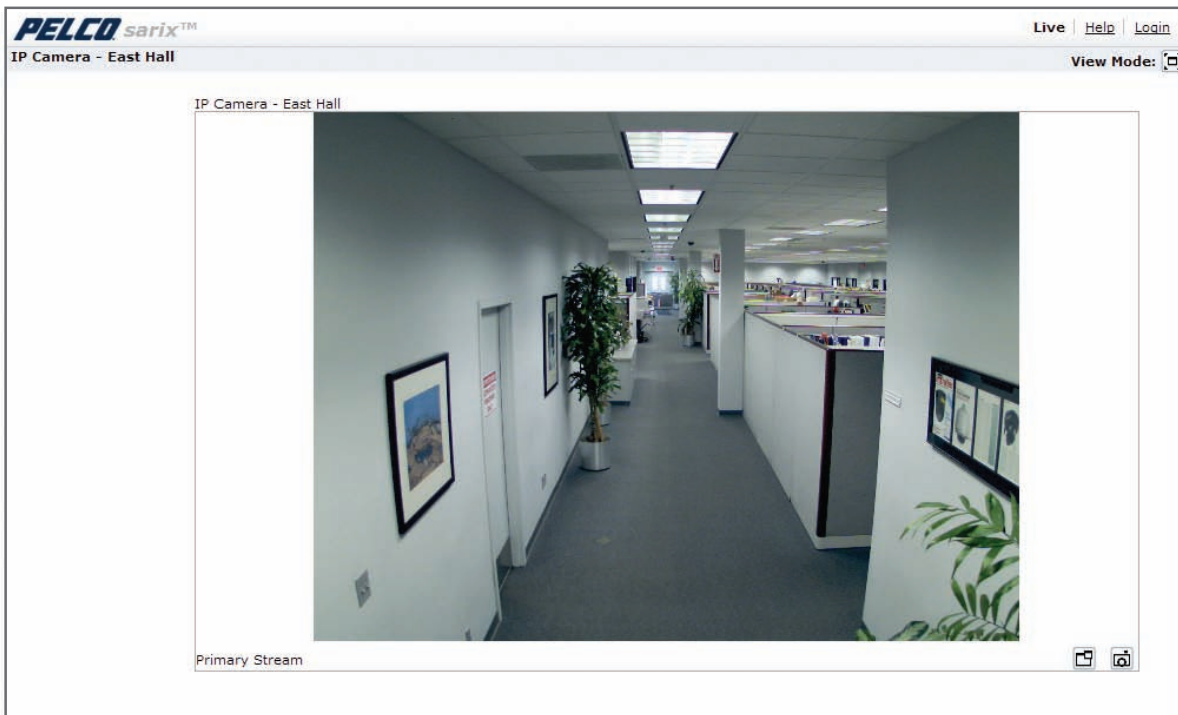 PELCO sarix™
Live Help Login
IP Camera - East Hall
View Mode:
IP Camera - East Hall
Primary Stream